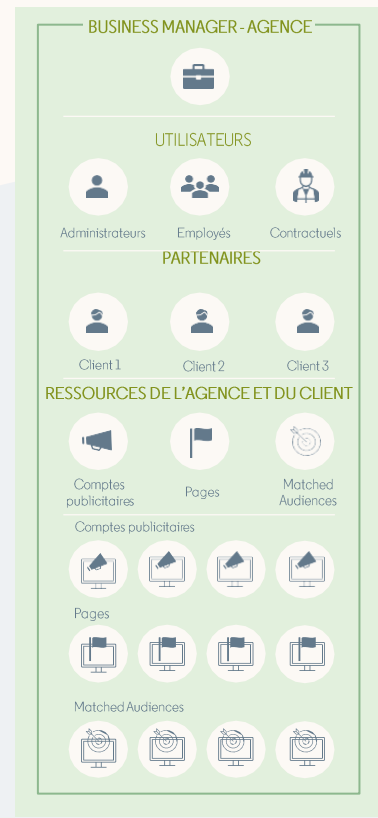 BUSINESS MANAGER - AGENCE
UTILISATEURS
Administrateurs Employés Contractuels
PARTENAIRES
Client 1 Client 2 Client 3
RESSOURCES DE L'AGENCE ET DU CLIENT
Comptes publicitaires Pages Matched Audiences
Comptes publicitaires
Pages
Matched Audiences